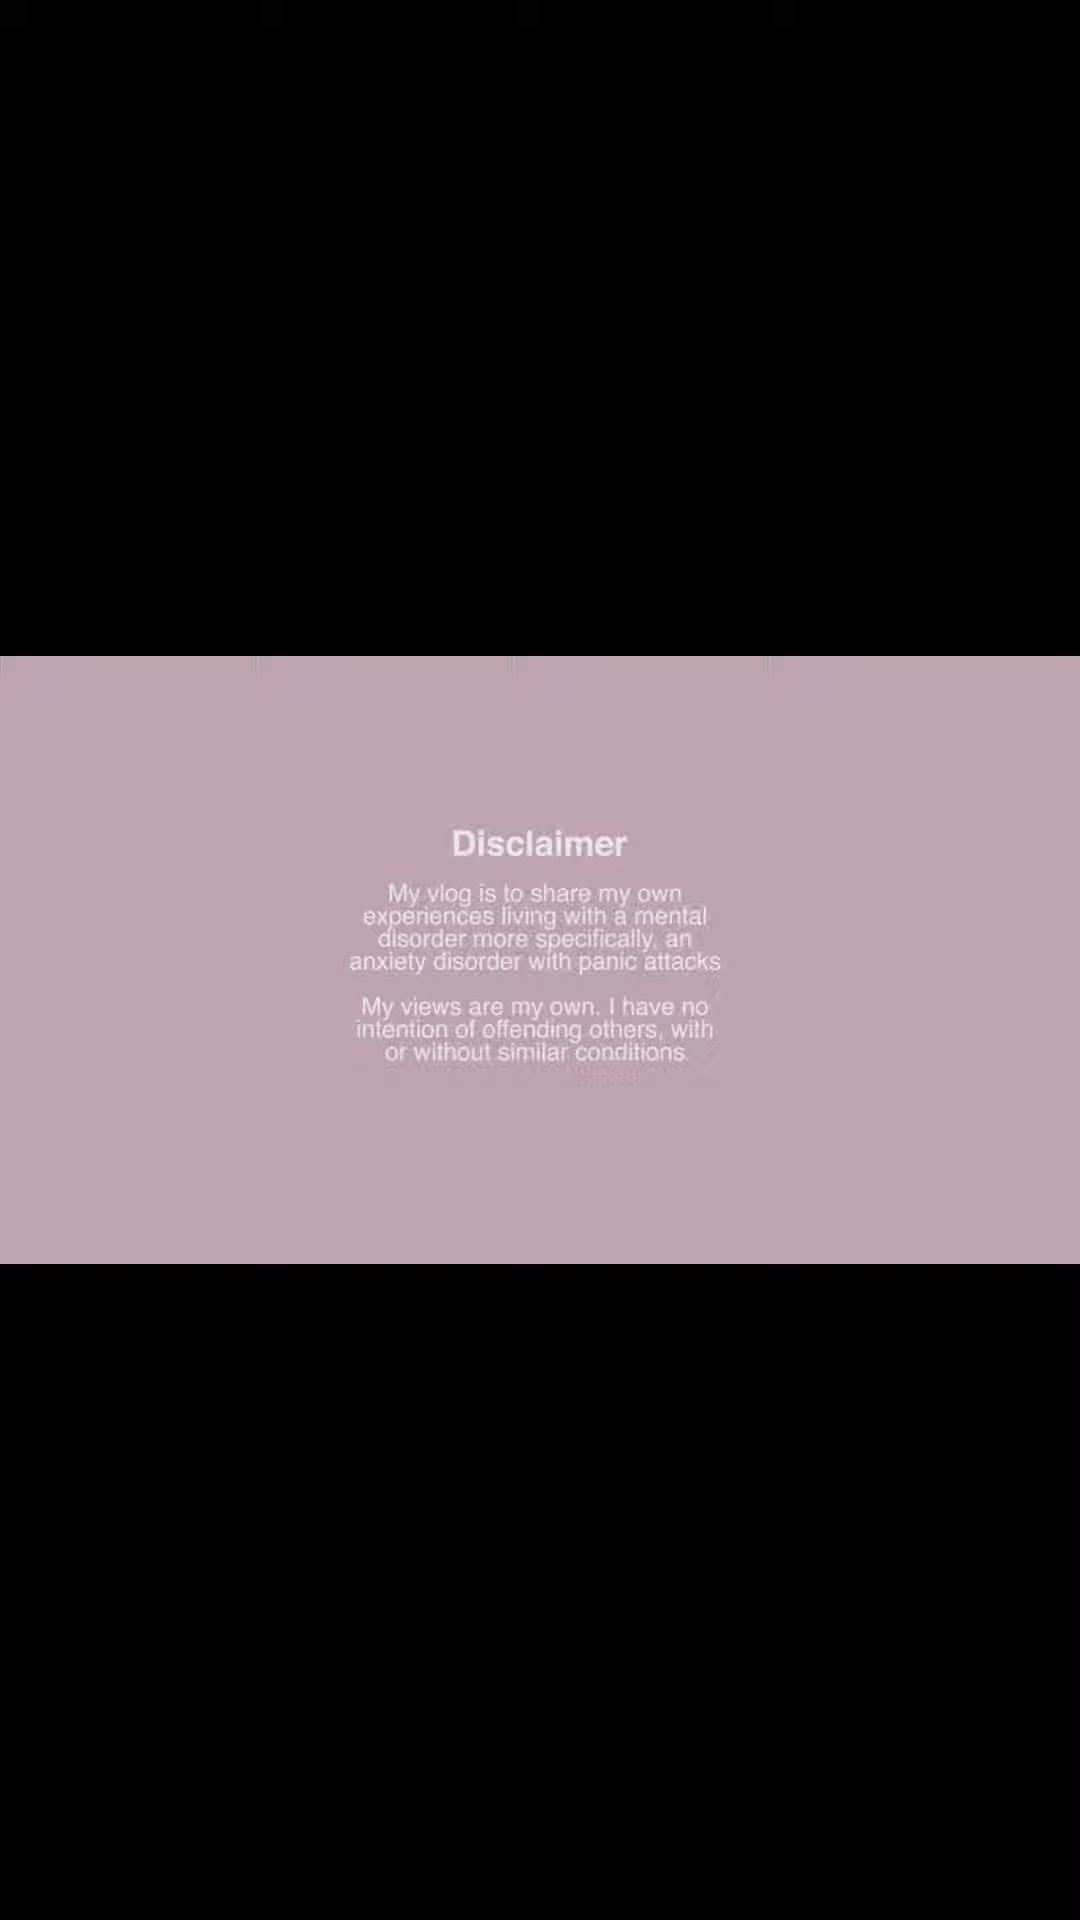 Disclaimer
My vlog is to share my own
experiences living with a mental
disorder more specifically, an
anxiety disorder with panic attacks
My views are my own. I have no
intention of offending others, with
or without similar conditions